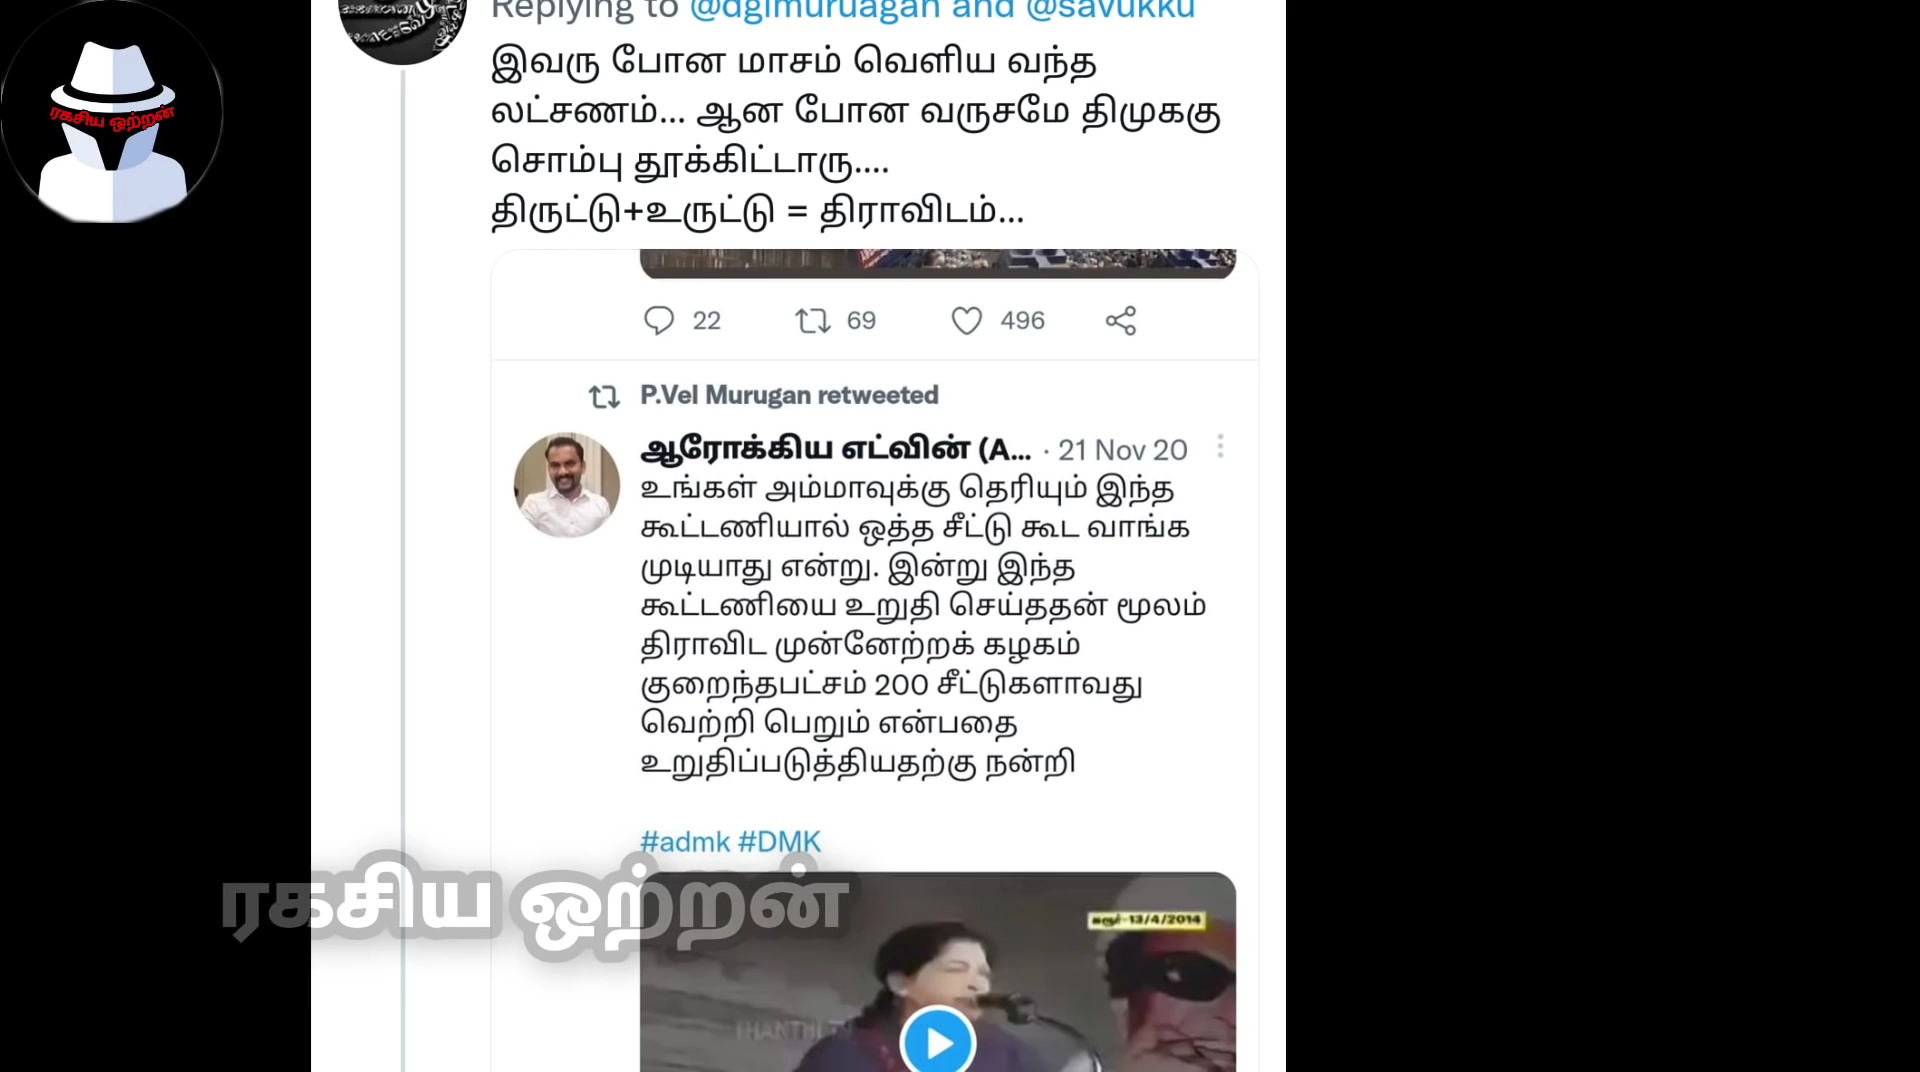 Replying to @dglmuruagan and @savukku
இவரு போன மாசம் வெளிய வந்த
லட்சணம்... ஆன போன வருசமே திமுககு
சொம்பு தூக்கிட்டாரு....
திருட்டு+உருட்டு = திராவிடம்...
ரகசிய ஒற்றன்
22 69 496
P.Vel Murugan retweeted
ஆரோக்கிய எட்வின் (A... · 21 Nov 20
உங்கள் அம்மாவுக்கு தெரியும் இந்த
கூட்டணியால் ஒத்த சீட்டு கூட வாங்க
முடியாது என்று. இன்று இந்த
கூட்டணியை உறுதி செய்ததன் மூலம்
திராவிட முன்னேற்றக் கழகம்
குறைந்தபட்சம் 200 சீட்டுகளாவது
வெற்றி பெறும் என்பதை
உறுதிப்படுத்தியதற்கு நன்றி
#admk #DMK
ரகசிய ஒற்றன்
13/4/2014
THANTHI TV